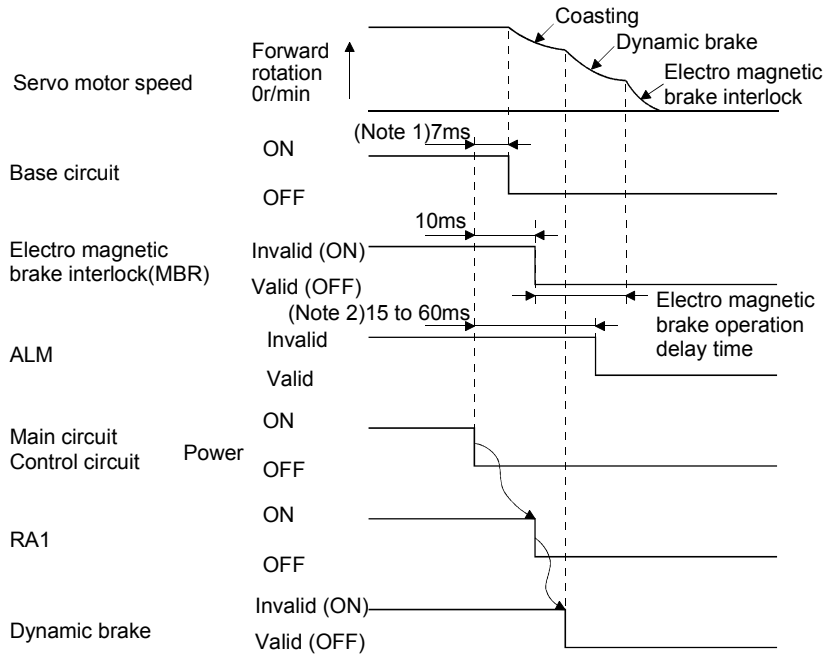 Coasting
Dynamic brake
Electro magnetic
brake interlock
Servo motor speed
Forward
rotation
0r/min
(Note 1)7ms
Base circuit
ON
OFF
10ms
Electro magnetic
brake interlock(MBR)
Invalid (ON)
Valid (OFF)
Electro magnetic
brake operation
delay time
(Note 2)15 to 60ms
ALM
Invalid
Valid
Main circuit
Control circuit
Power
ON
OFF
RA1
ON
OFF
Dynamic brake
Invalid (ON)
Valid (OFF)